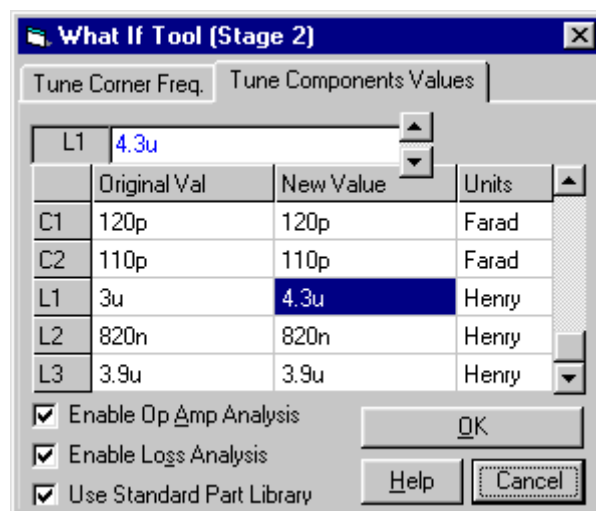 What If Tool (Stage 2)
Tune Corner Freq. Tune Components Values
L1 4.3u
Original Val New Value Units
C1 120p 120p Farad
C2 110p 110p Farad
L1 3u 4.3u Henry
L2 820n 820n Henry
L3 3.9u 3.9u Henry
Enable Op Amp Analysis
OK
Enable Loss Analysis
Help Cancel
Use Standard Part Library